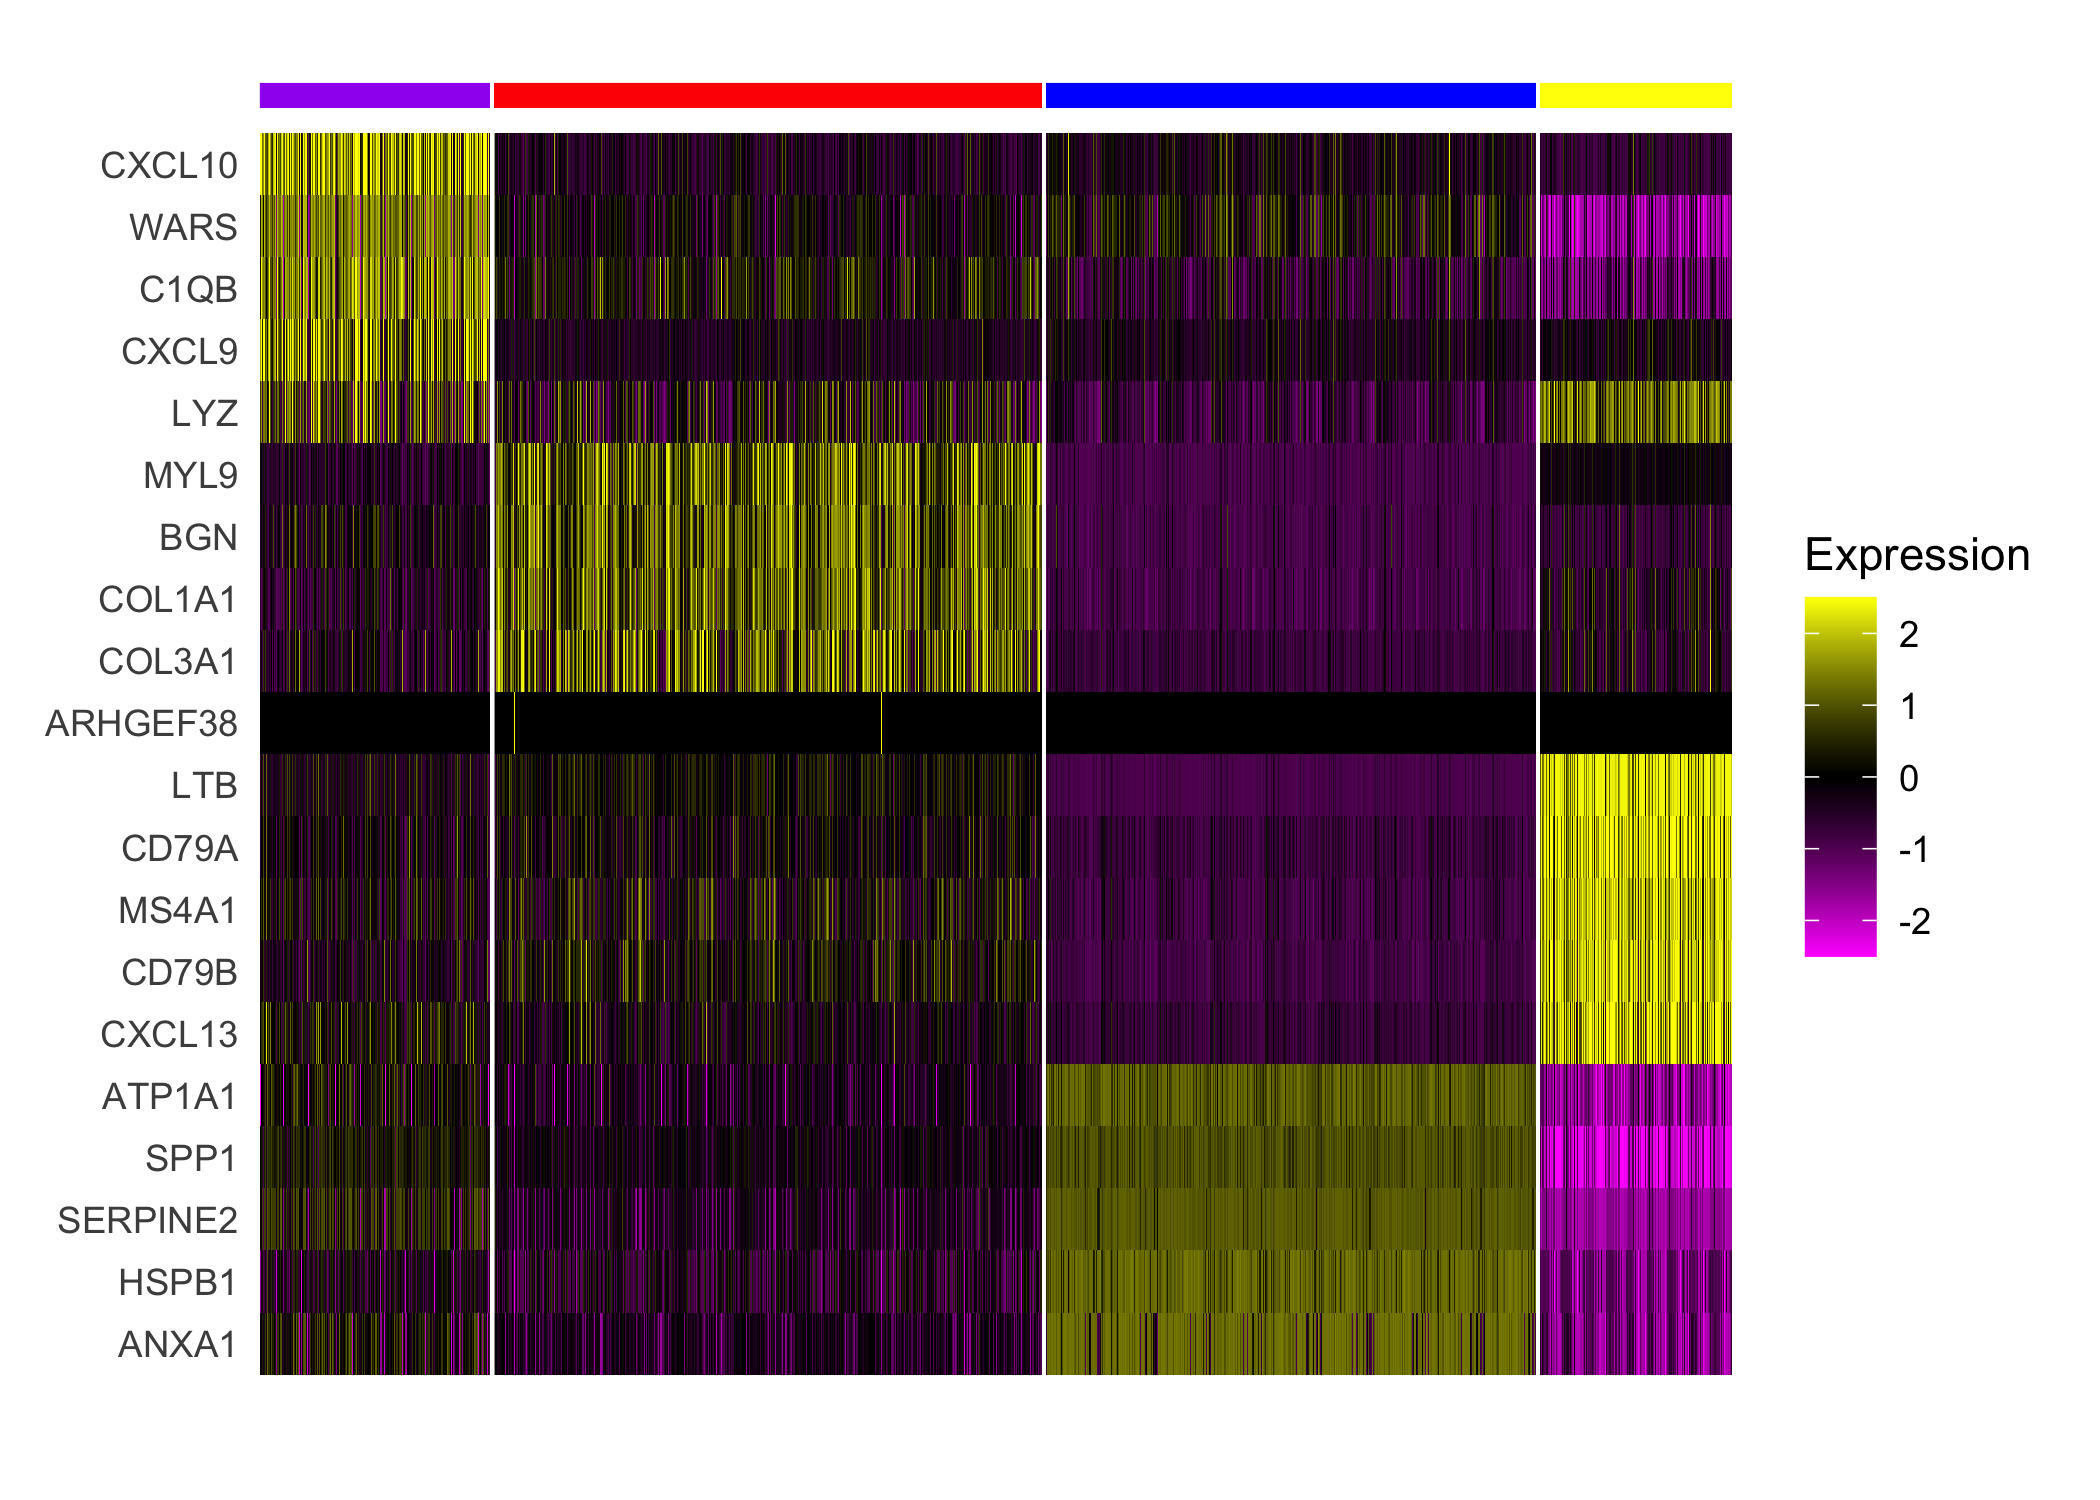 CXCL10
WARS
C1QB
CXCL9
LYZ
MYL9
BGN
COL1A1
COL3A1
ARHGEF38
LTB
CD79A
MS4A1
CD79B
CXCL13
ATP1A1
SPP1
SERPINE2
HSPB1
ANXA1
Expression
2
1
0
-1
-2